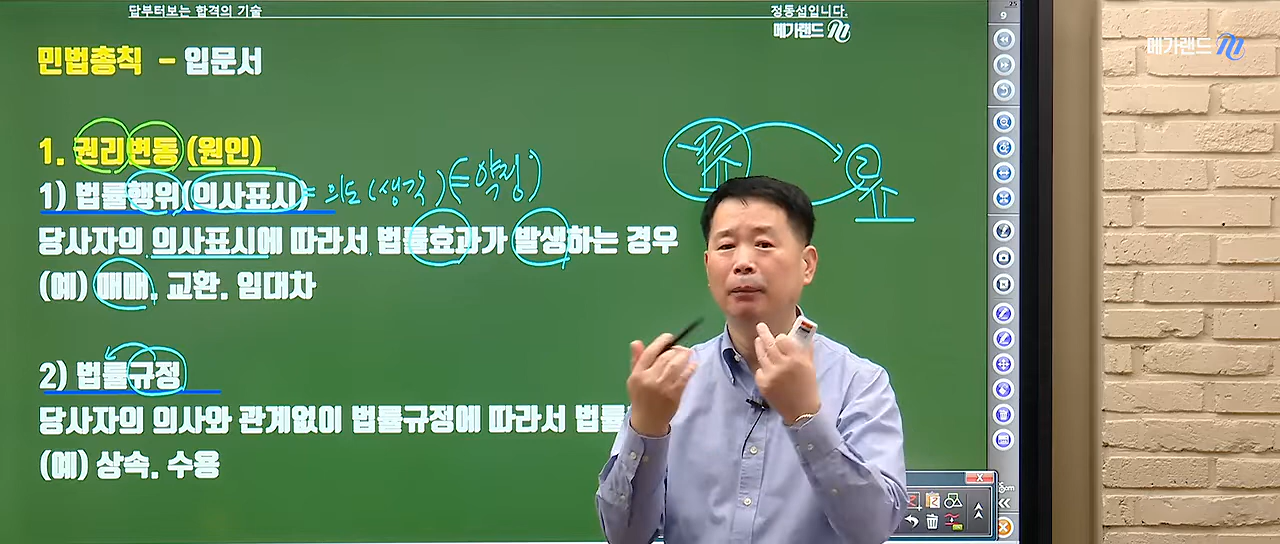 답부터보는 합격의 기술
정동섭입니다.
메가랜드
메가랜드
민법총칙 - 입문서
1. 권리변동 (원인)
1) 법률행위(의사표시) = 의도(생각)(=약정)
당사자의 의사표시에 따라서 법률효과가 발생하는 경우
(예) 매매, 교환, 임대차
2) 법률규정
당사자의 의사와 관계없이 법률규정에 따라서 법률
(예) 상속, 수용